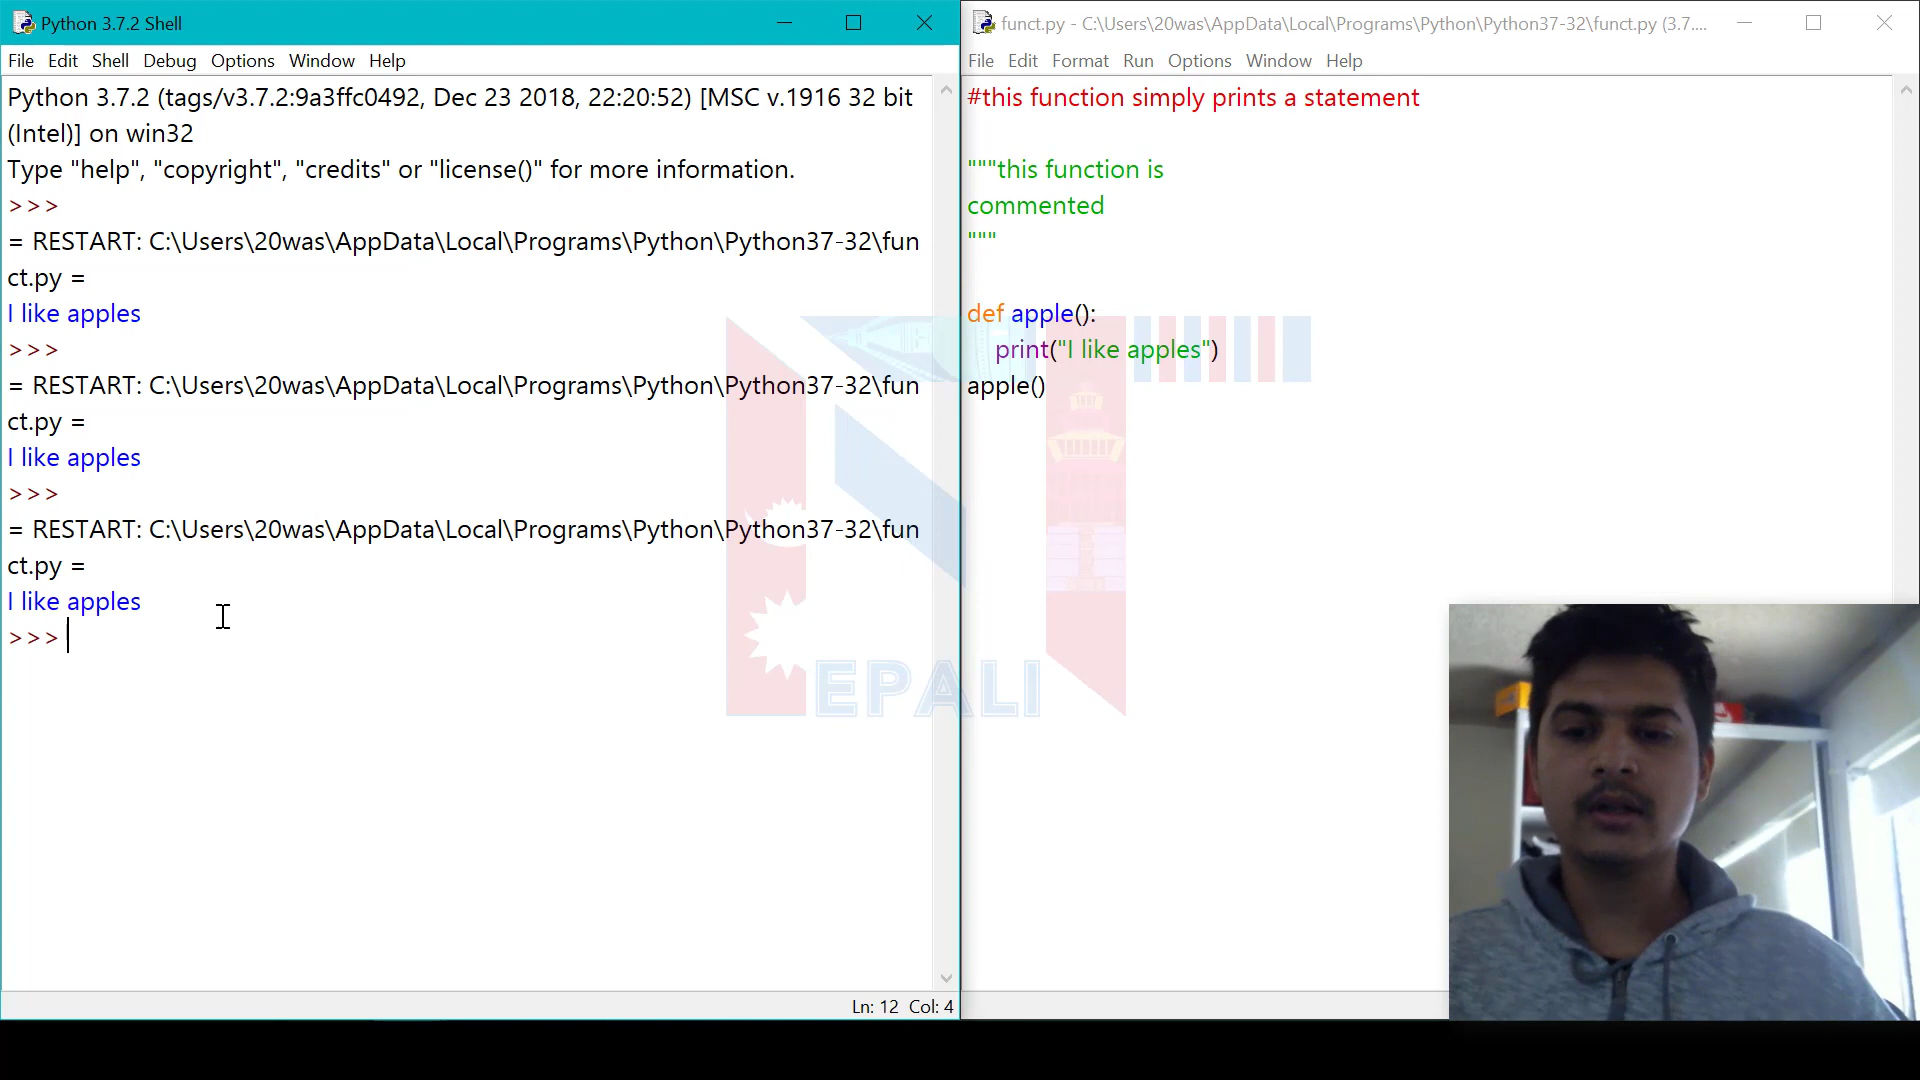 Python 3.7.2 Shell
File Edit Shell Debug Options Window Help
Python 3.7.2 (tags/v3.7.2:9a3ffc0492, Dec 23 2018, 22:20:52) [MSC v.1916 32 bit
(Intel)] on win32
Type "help", "copyright", "credits" or "license()" for more information.
>>>
= RESTART: C:\Users\20was\AppData\Local\Programs\Python\Python37-32\fun
ct.py =
I like apples
>>>
= RESTART: C:\Users\20was\AppData\Local\Programs\Python\Python37-32\fun
ct.py =
I like apples
>>>
= RESTART: C:\Users\20was\AppData\Local\Programs\Python\Python37-32\fun
ct.py =
I like apples
>>>
Ln: 12 Col: 4
funct.py - C:\Users\20was\AppData\Local\Programs\Python\Python37-32\funct.py (3.7....
File Edit Format Run Options Window Help
#this function simply prints a statement
"""this function is
commented
"""
def apple():
print("I like apples")
apple()
EPALI